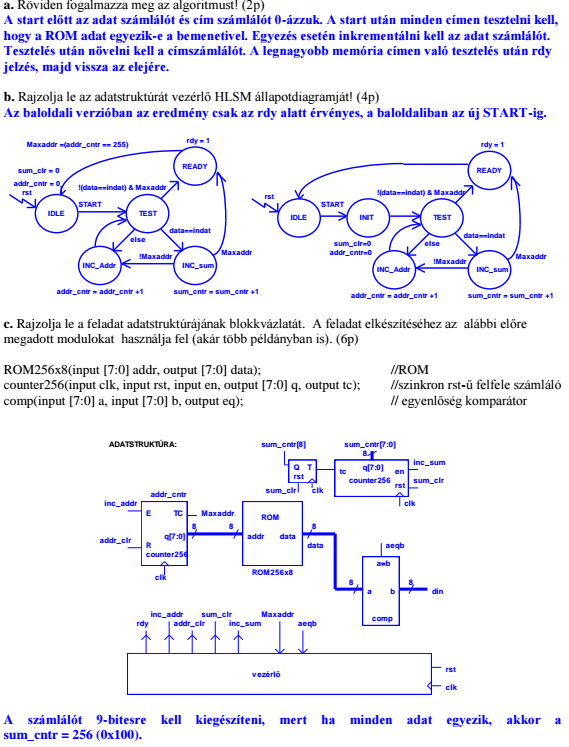 a. Röviden fogalmazza meg az algoritmust! (2p)
A start előtt az adat számlálót és cím számlálót 0-ázzuk. A start után minden címen tesztelni kell,
hogy a ROM adat egyezik-e a bemenetivel. Egyezés esetén inkrementálni kell az adat számlálót.
Tesztelés után növelni kell a címszámlálót. A legnagyobb memória címen való tesztelés után rdy
jelzés, majd vissza az elejére.
b. Rajzolja le az adatstruktúrát vezérlő HLSM állapotdiagramját! (4p)
Az baloldali verzióban az eredmény csak az rdy alatt érvényes, a baloldaliban az új START-ig.
Maxaddr =(addr_cntr == 255)
rdy = 1
READY
sum_clr = 0
addr_cntr = 0
rst
!(data==indat) & Maxaddr
IDLE
START
TEST
data==indat
else
!Maxaddr
Maxaddr
INC_Addr
INC_sum
addr_cntr = addr_cntr +1
sum_cntr = sum_cntr +1
rdy = 1
READY
rst
!(data==indat) & Maxaddr
IDLE
START
INIT
TEST
data==indat
sum_clr=0
addr_cntr=0
else
!Maxaddr
Maxaddr
INC_Addr
INC_sum
addr_cntr = addr_cntr +1
sum_cntr = sum_cntr +1
c. Rajzolja le a feladat adatstruktúrájának blokkvázlatát. A feladat elkészítéséhez az alábbi előre
megadott modulokat használja fel (akár több példányban is). (6p)
ROM256x8(input [7:0] addr, output [7:0] data); //ROM
counter256(input clk, input rst, input en, output [7:0] q, output tc); //szinkron rst-ű felfele számláló
comp(input [7:0] a, input [7:0] b, output eq); // egyenlőség komparátor
ADATSTRUKTÚRA:
sum_cntr[8]
sum_cntr[7:0]
8
Q T
rst
tc
q[7:0]
en
counter256
rst
inc_sum
sum_clr
sum_clr
clk
clk
addr_cntr
inc_addr
E TC
Maxaddr
q[7:0]
8
8
addr_clr
R
counter256
clk
ROM
addr data
ROM256x8
8
data
aeqb
a=b
8
a b
8
din
comp
inc_addr
sum_clr
Maxaddr
rdy
addr_clr
inc_sum
aeqb
vezérlő
rst
clk
A számlálót 9-bitesre kell kiegészíteni, mert ha minden adat egyezik, akkor a
sum_cntr = 256 (0x100).